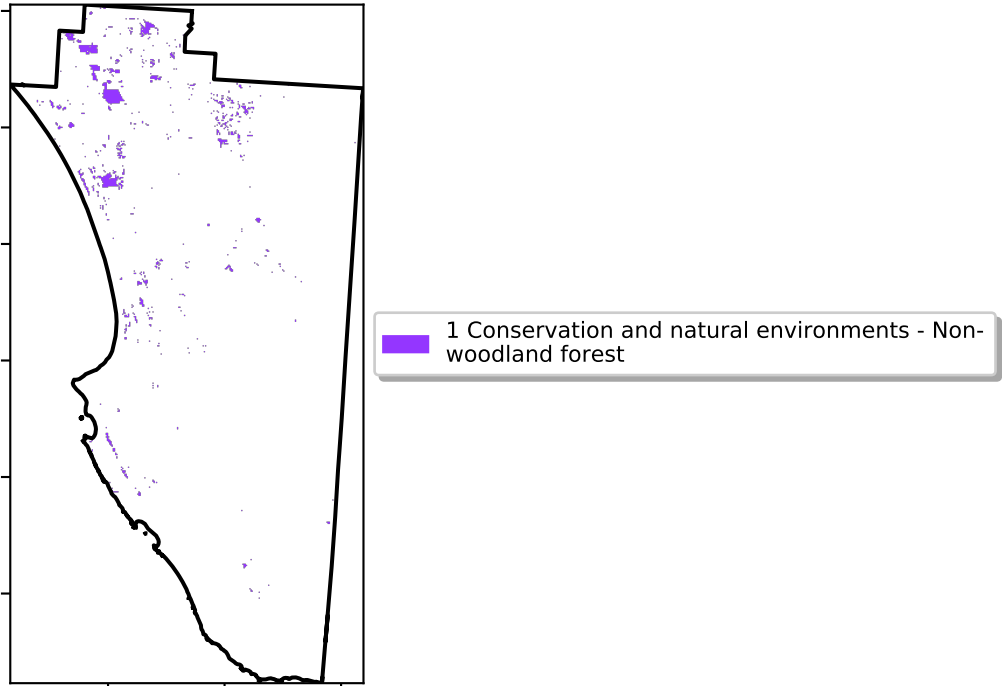 1 Conservation and natural environments - Non-
woodland forest